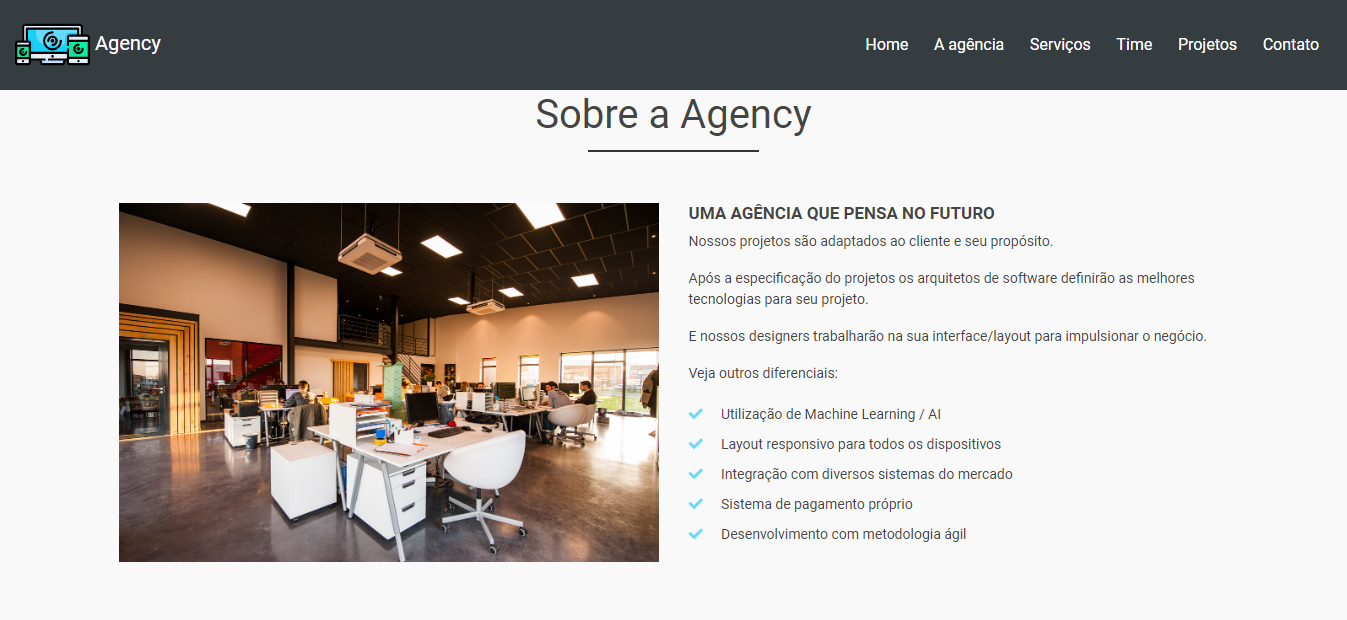 Agency
Home
A agência
Serviços
Time
Projetos
Contato
Sobre a Agency
UMA AGÊNCIA QUE PENSA NO FUTURO
Nossos projetos são adaptados ao cliente e seu propósito.
Após a especificação do projetos os arquitetos de software definirão as melhores
tecnologias para seu projeto.
E nossos designers trabalharão na sua interface/layout para impulsionar o negócio.
Veja outros diferenciais:
Utilização de Machine Learning / AI
Layout responsivo para todos os dispositivos
Integração com diversos sistemas do mercado
Sistema de pagamento próprio
Desenvolvimento com metodologia ágil